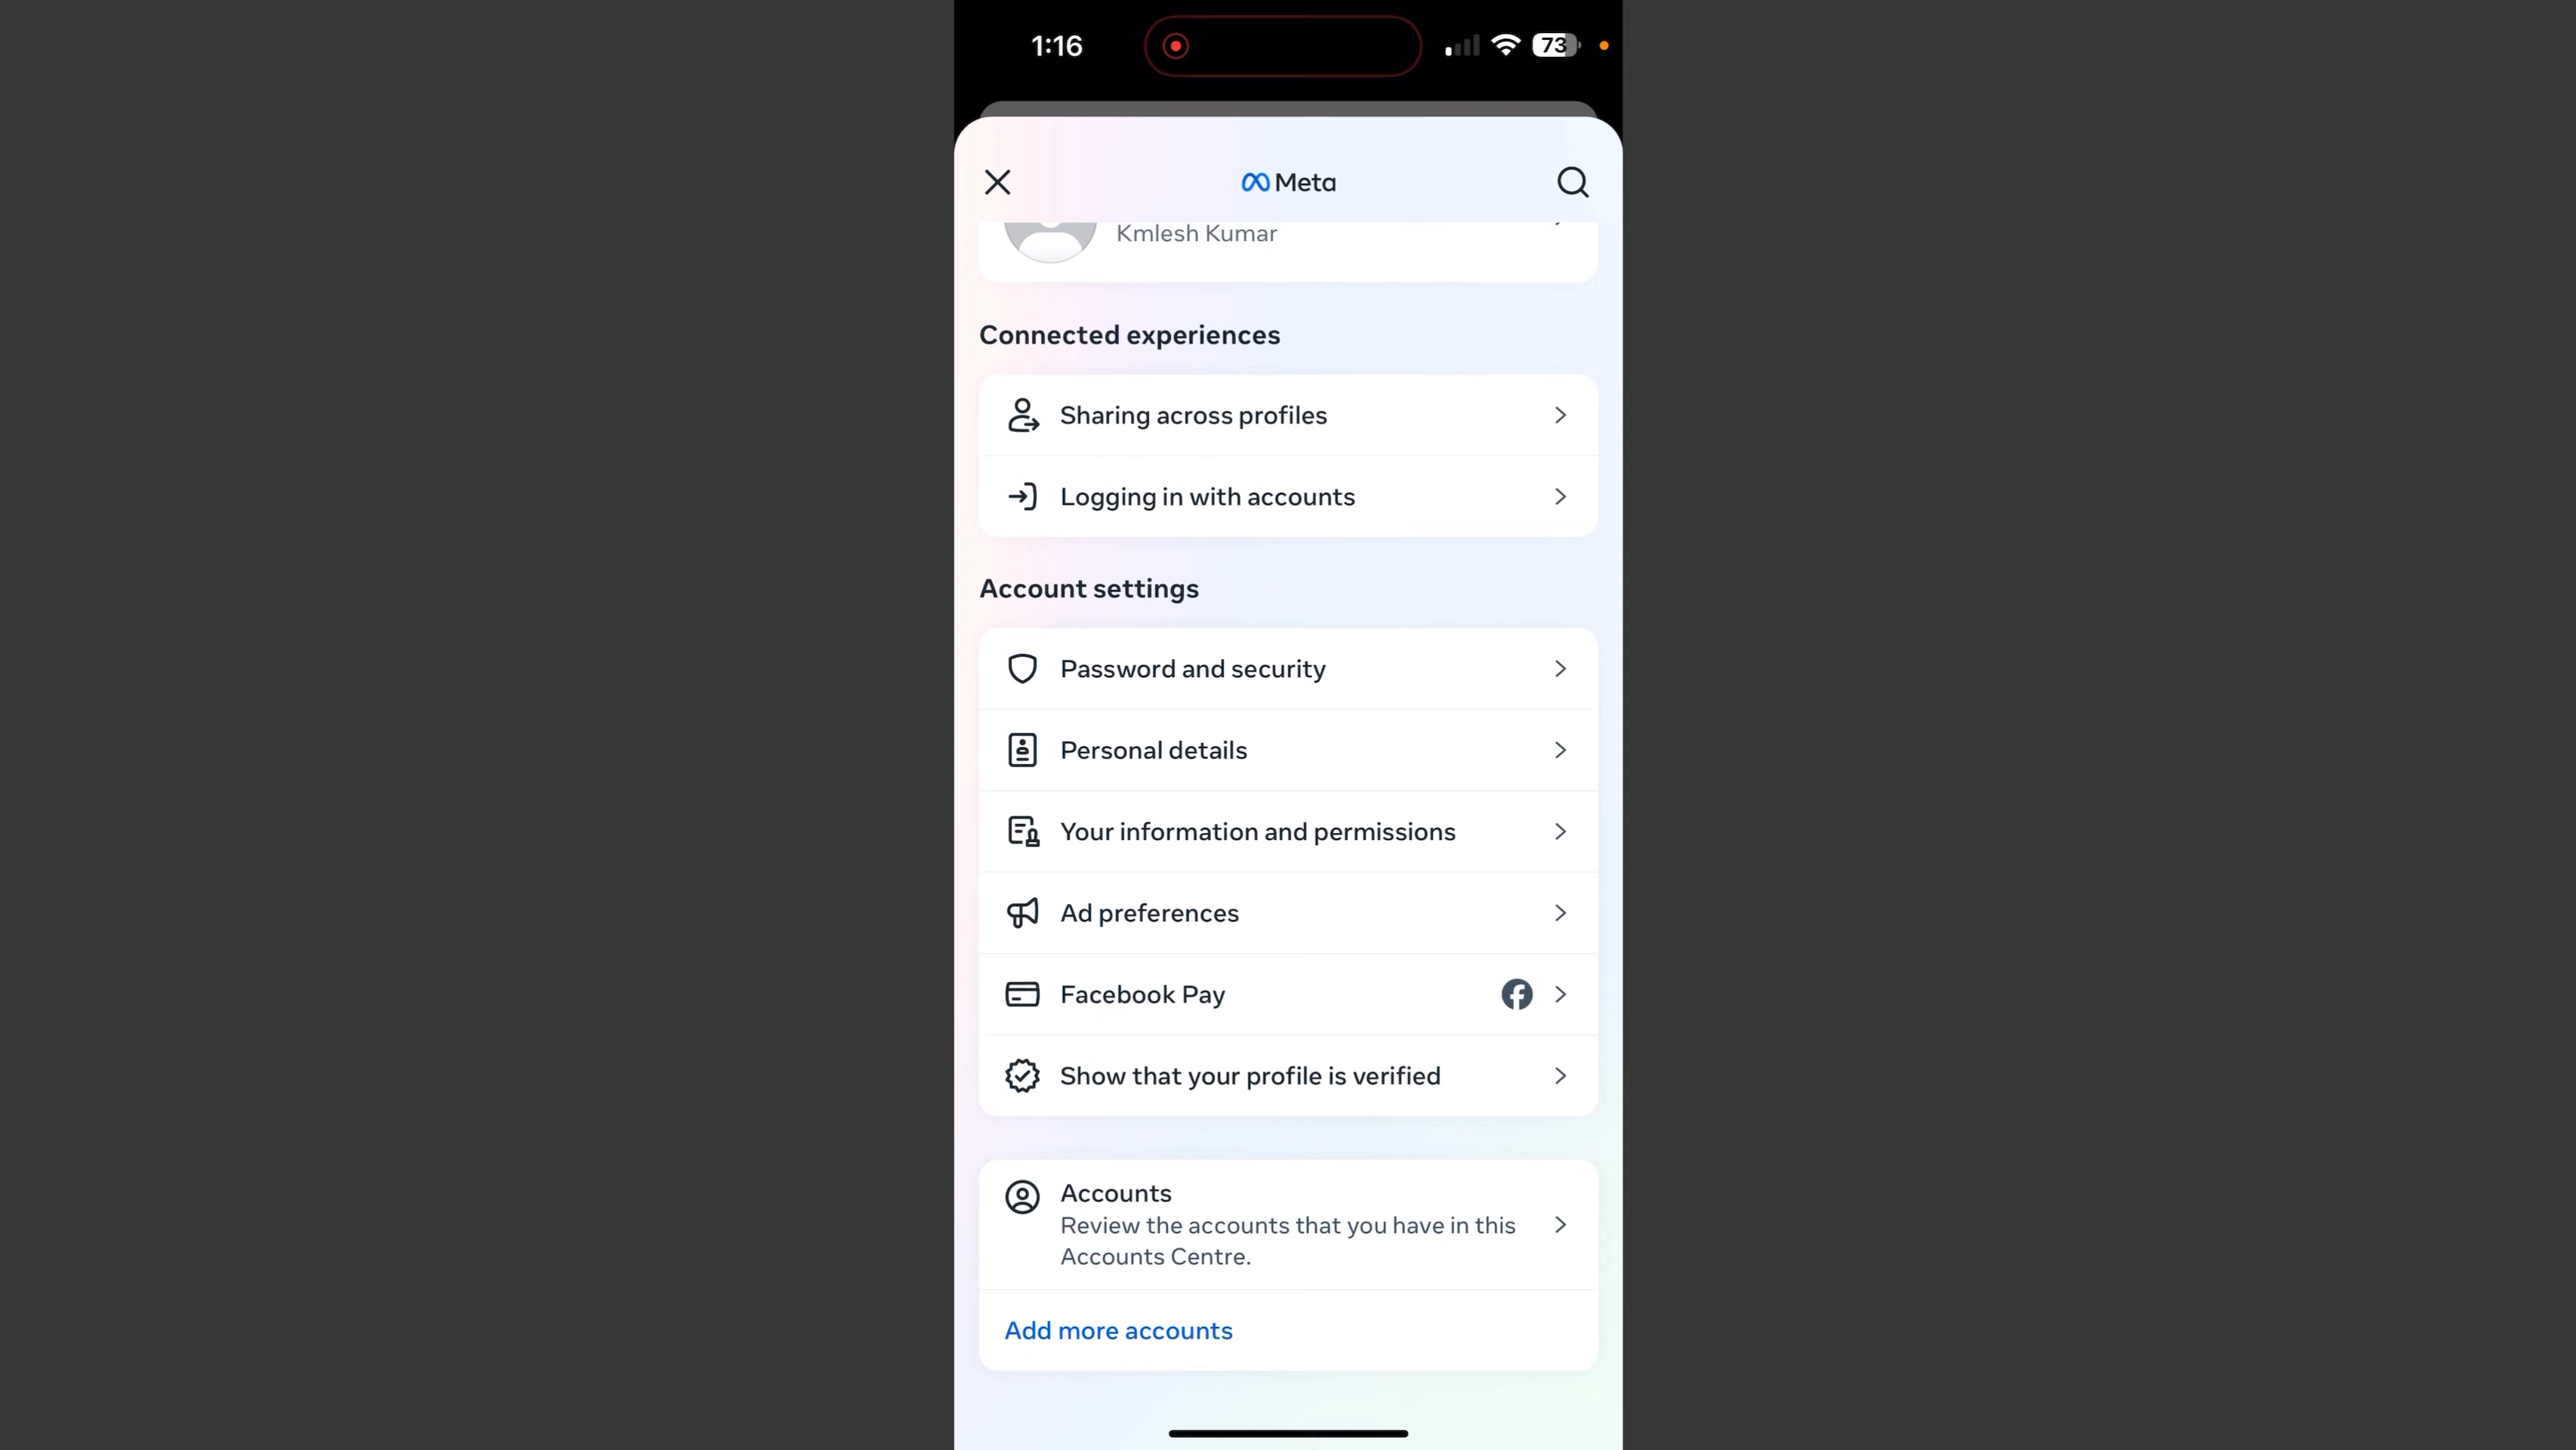 1:16
73
Meta
Kmlesh Kumar
Connected experiences
Sharing across profiles
Logging in with accounts
Account settings
Password and security
Personal details
Your information and permissions
Ad preferences
Facebook Pay
Show that your profile is verified
Accounts
Review the accounts that you have in this
Accounts Centre.
Add more accounts